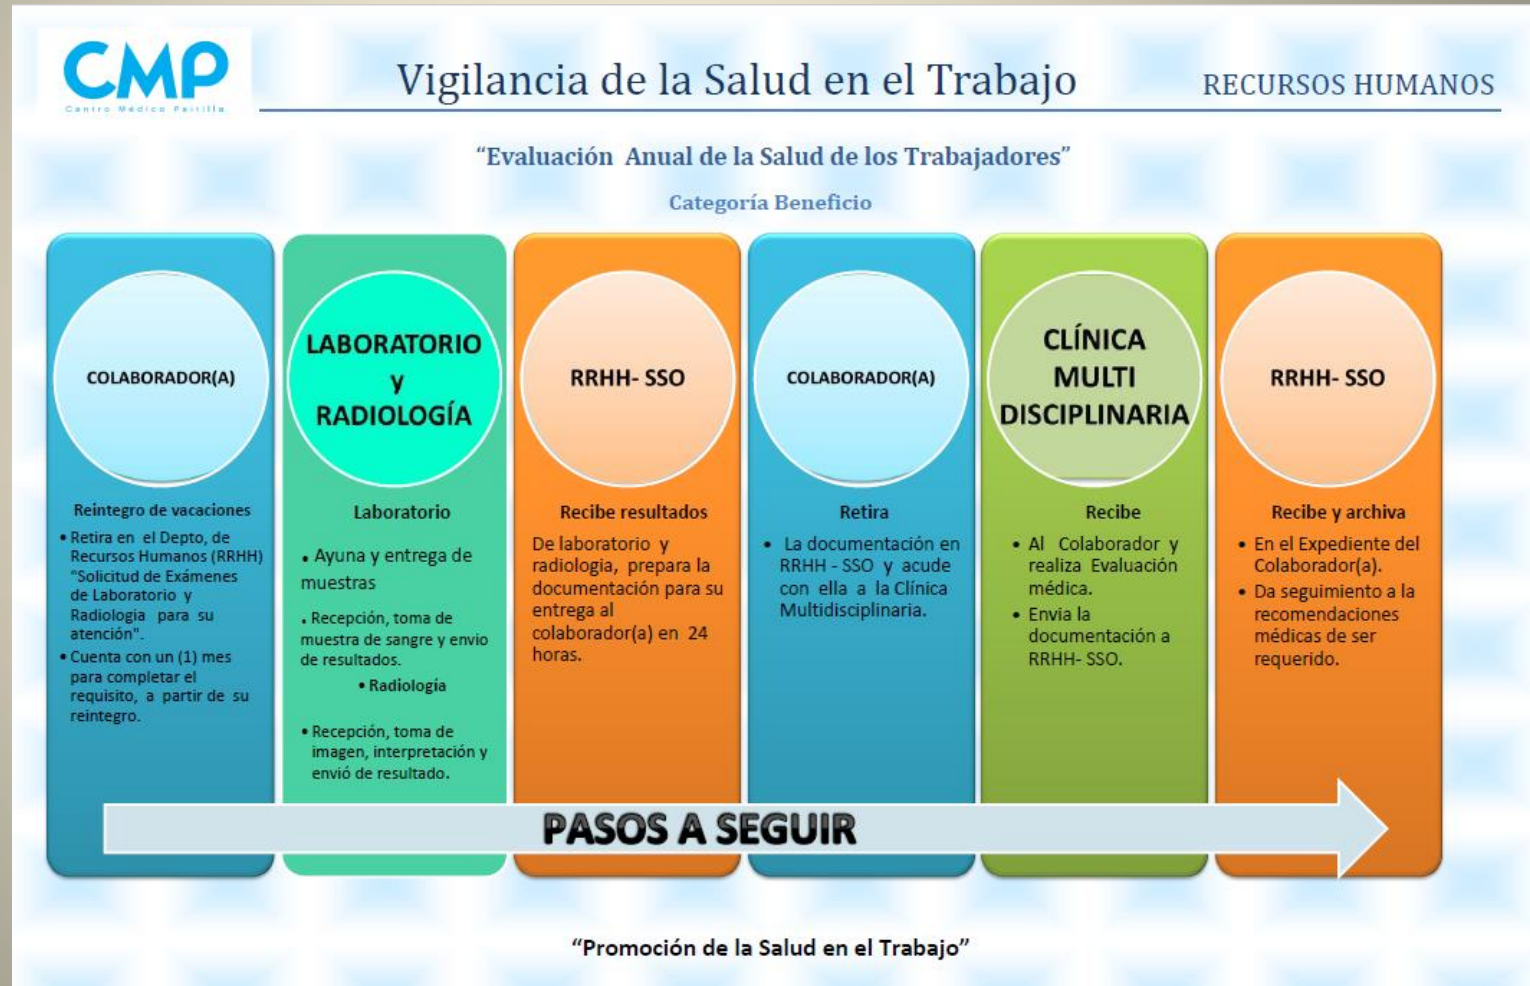 CMP
Centro Médico Paitilla
Vigilancia de la Salud en el Trabajo
RECURSOS HUMANOS
“Evaluación Anual de la Salud de los Trabajadores”
Categoría Beneficio
COLABORADOR(A)
Reintegro de vacaciones
• Retira en el Depto, de
Recursos Humanos (RRHH)
“Solicitud de Exámenes
de Laboratorio y
Radiologia para su
atención".
• Cuenta con un (1) mes
para completar el
requisito, a partir de su
reintegro.
LABORATORIO
y
RADIOLOGÍA
Laboratorio
. Ayuna y entrega de
muestras
. Recepción, toma de
muestra de sangre y envio
de resultados.
• Radiología
• Recepción, toma de
imagen, interpretación y
envió de resultado.
RRHH- SSO
Recibe resultados
De laboratorio y
radiologia, prepara la
documentación para su
entrega al
colaborador(a) en 24
horas.
COLABORADOR(A)
Retira
• La documentación en
RRHH - SSO y acude
con ella a la Clínica
Multidisciplinaria.
CLÍNICA
MULTI
DISCIPLINARIA
Recibe
• Al Colaborador y
realiza Evaluación
médica.
• Envia la
documentación a
RRHH- SSO.
RRHH- SSO
Recibe y archiva
• En el Expediente del
Colaborador(a).
• Da seguimiento a la
recomendaciones
médicas de ser
requerido.
PASOS A SEGUIR
“Promoción de la Salud en el Trabajo”